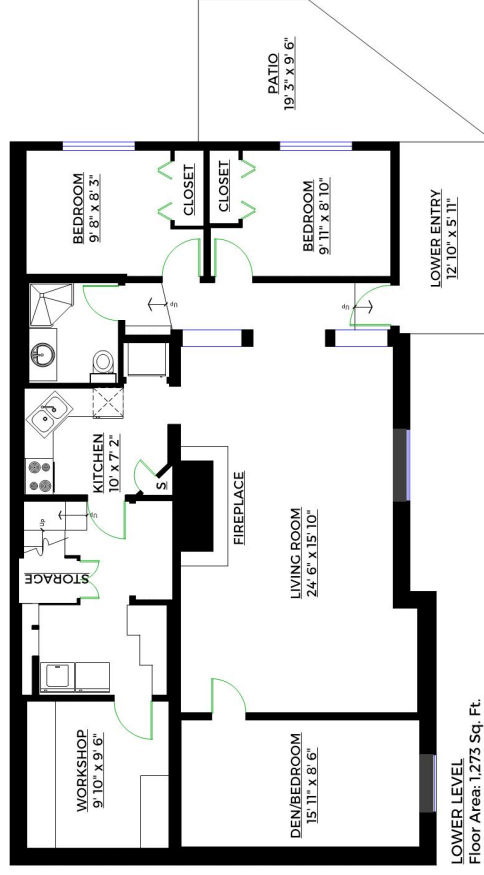 PATIO
19' 3" x 9' 6"
BEDROOM
9' 8" x 8' 3"
CLOSET
CLOSET
BEDROOM
9' 11" x 8' 10"
LOWER ENTRY
12' 10" x 5' 11"
Up
Up
KITCHEN
10' x 7' 2"
S
FIREPLACE
LIVING ROOM
24' 6" x 15' 10"
Up
Up
STORAGE
WORKSHOP
9' 10" x 9' 6"
DEN/BEDROOM
15' 11" x 8' 6"
LOWER LEVEL
Floor Area: 1,273 Sq. Ft.